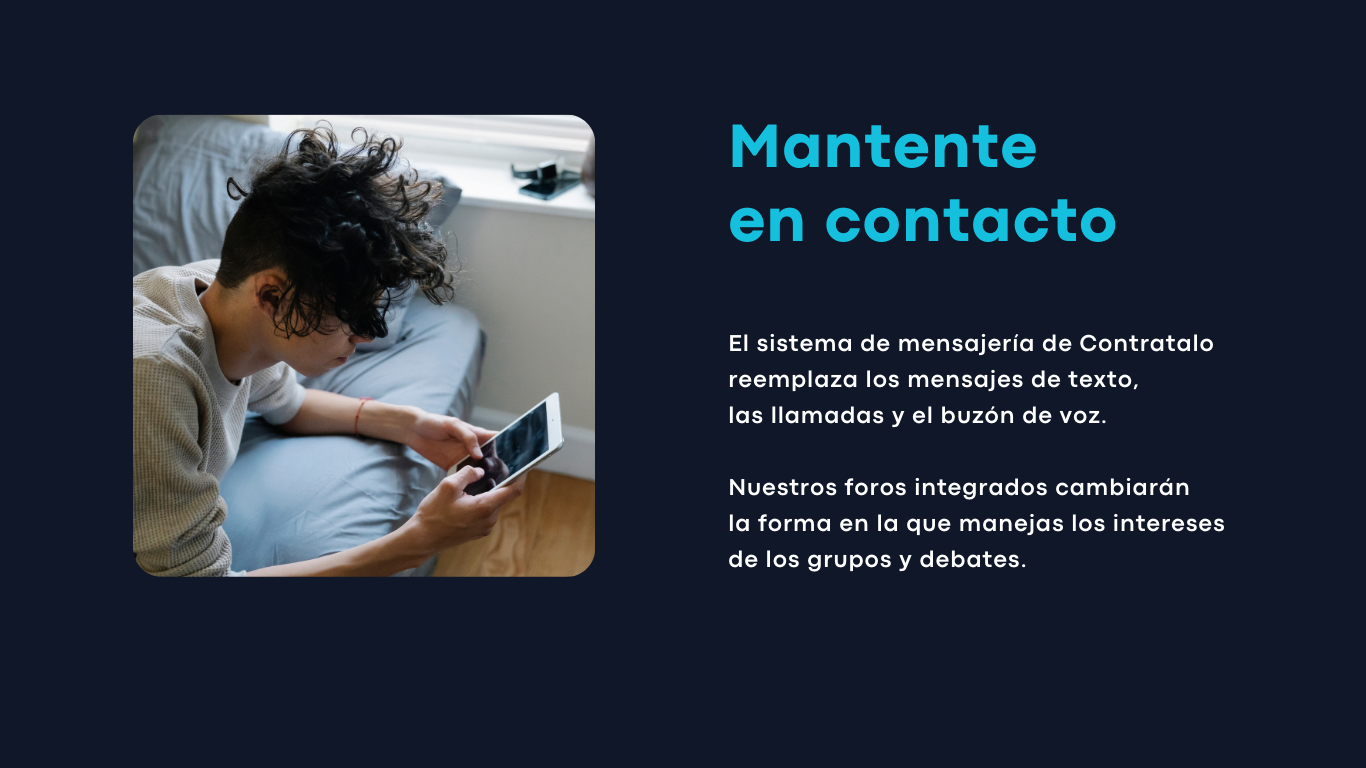 Mantente
en contacto
El sistema de mensajería de Contratalo
reemplaza los mensajes de texto,
las llamadas y el buzón de voz.
Nuestros foros integrados cambiarán
la forma en la que manejas los intereses
de los grupos y debates.